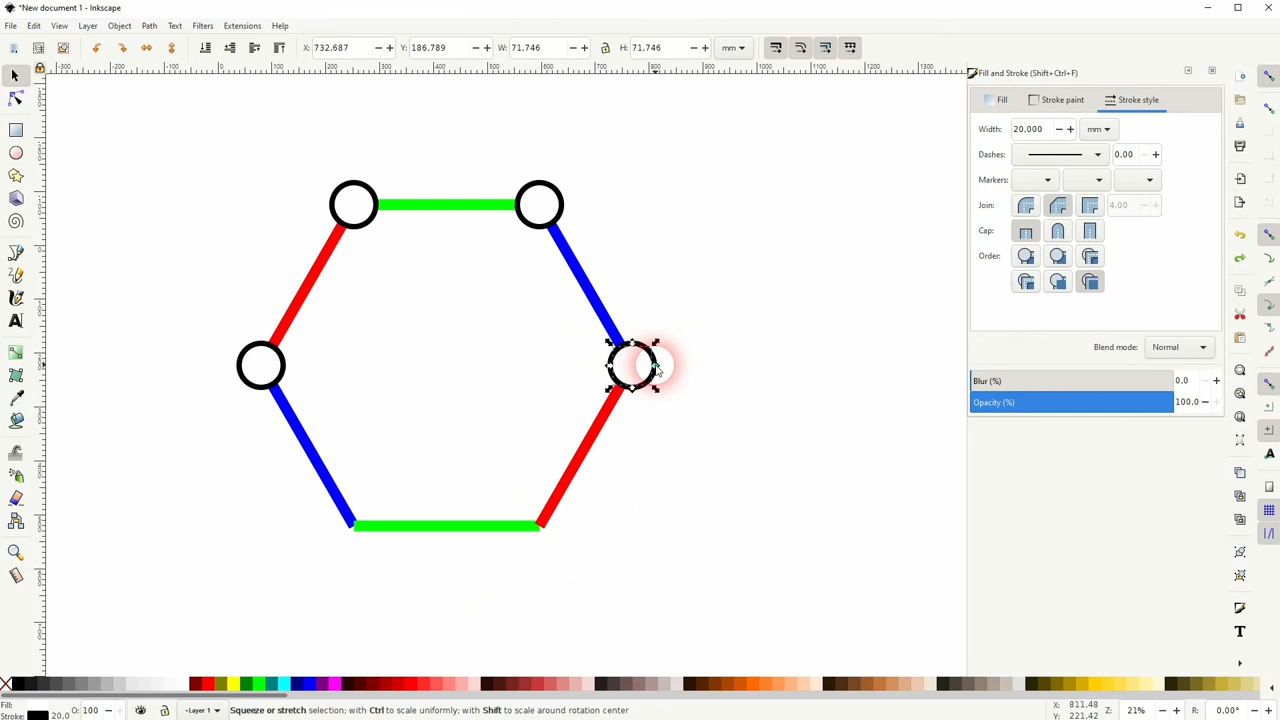 *New document 1 - Inkscape
File Edit View Layer Object Path Text Filters Extensions Help
X: 732,687 Y: 186,789 W: 71,746 H: 71,746 mm
-300 -200 -100 0 100 200 300 400 500 600 700 800 900 1000 1100 1200 1300
Fill and Stroke (Shift+Ctrl+F)
Fill Stroke paint Stroke style
Width: 20,000 mm
Dashes: 0,00
Markers:
Join: 4,00
Cap:
Order:
Blend mode: Normal
Blur (%) 0.0
Opacity (%) 100.0
Fill: O: 100 Layer 1 Squeeze or stretch selection; with Ctrl to scale uniformly; with Shift to scale around rotation center X: 811,48 Z: 21% R: 0,00°
Stroke: 20,0 Y: 221,42